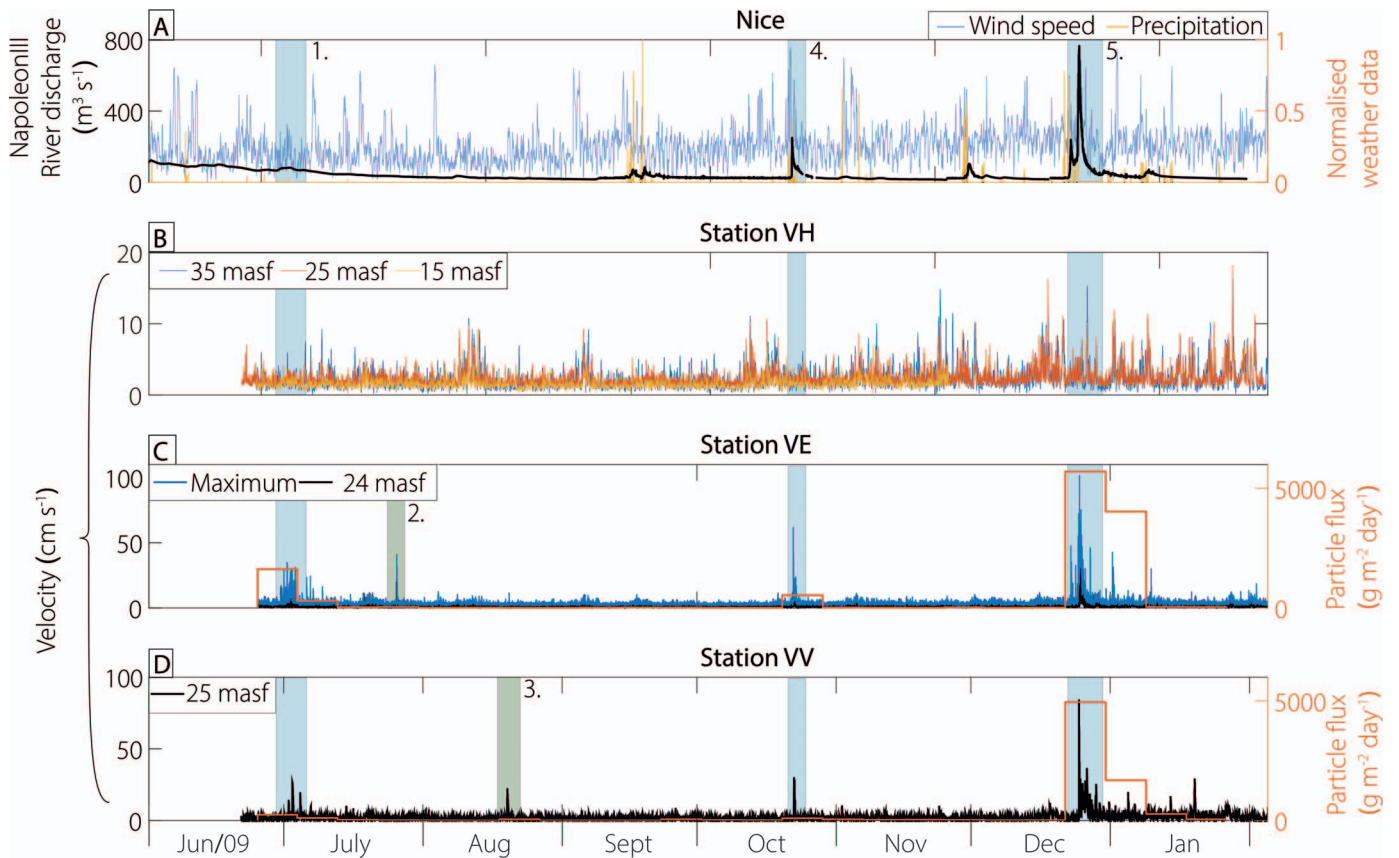 A
Nice
Wind speed
Precipitation
NapoleonIII
River discharge
(m³ s⁻¹)
800
400
0
1.
4.
5.
1
0.5
0
Normalised
weather data
B
Station VH
35 masf
25 masf
15 masf
20
10
0
C
Station VE
Maximum
24 masf
100
50
0
2.
5000
0
Particle flux
(g m⁻² day⁻¹)
Velocity (cm s⁻¹)
D
Station VV
25 masf
100
50
0
3.
5000
0
Particle flux
(g m⁻² day⁻¹)
Jun/09
July
Aug
Sept
Oct
Nov
Dec
Jan